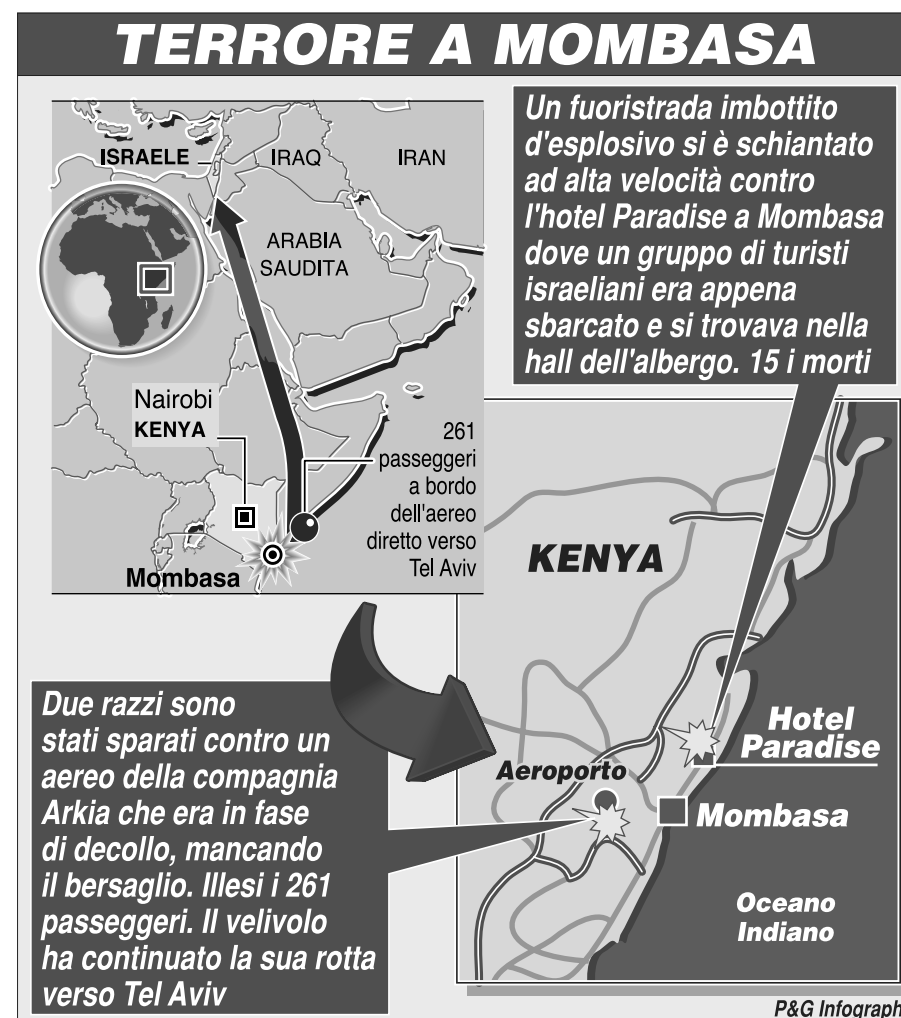 TERRORE A MOMBASA
ISRAELE
IRAQ
IRAN
ARABIA
SAUDITA
Nairobi
KENYA
261
passeggeri
a bordo
dell'aereo
diretto verso
Tel Aviv
Mombasa
Un fuoristrada imbottito
d'esplosivo si è schiantato
ad alta velocità contro
l'hotel Paradise a Mombasa
dove un gruppo di turisti
israeliani era appena
sbarcato e si trovava nella
hall dell'albergo. 15 i morti
KENYA
Hotel
Paradise
Aeroporto
Mombasa
Oceano
Indiano
Due razzi sono
stati sparati contro un
aereo della compagnia
Arkia che era in fase
di decollo, mancando
il bersaglio. Illesi i 261
passeggeri. Il velivolo
ha continuato la sua rotta
verso Tel Aviv
P&G Infograph